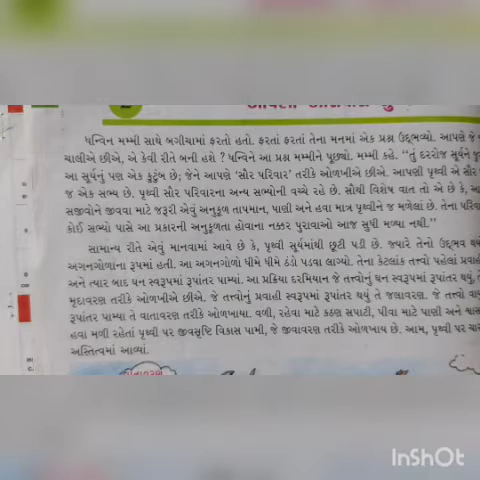 ધન્વિન મમ્મી સાથે બગીચામાં ફરતો હતો. ફરતાં ફરતાં તેના મનમાં એક પ્રશ્ન ઉદ્ભવ્યો. આપણે જે
ચાલીએ છીએ, એ કેવી રીતે બની હશે ? ધન્વિને આ પ્રશ્ન મમ્મીને પૂછ્યો. મમ્મી કહે. "તું દરરોજ સૂર્યને
આ સૂર્યનું પણ એક કુટુંબ છે; જેને આપણે 'સૌર પરિવાર' તરીકે ઓળખીએ છીએ. આપણી પૃથ્વી એ સૌર
જ એક સભ્ય છે. પૃથ્વી સૌર પરિવારના અન્ય સભ્યોની વચ્ચે રહે છે. સૌથી વિશેષ વાત તો એ છે કે,
સજીવોને જીવવા માટે જરૂરી એવું અનુકૂળ તાપમાન, પાણી અને હવા માત્ર પૃથ્વીને જ મળેલાં છે. તેના
કોઈ સભ્યો પાસે આ પ્રકારની અનુકૂળતા હોવાના નક્કર પુરાવાઓ આજ સુધી મળ્યા નથી."
સામાન્ય રીતે એવું માનવામાં આવે છે કે, પૃથ્વી સૂર્યમાંથી છૂટી પડી છે. જ્યારે તેનો ઉદ્ભવ થયો
અગનગોળાના રૂપમાં હતી. આ અગનગોળો ધીમે ધીમે ઠંડો પડવા લાગ્યો. તેના કેટલાંક તત્ત્વો પહેલાં
અને ત્યાર બાદ ઘન સ્વરૂપમાં રૂપાંતર પામ્યાં. આ પ્રક્રિયા દરમિયાન જે તત્ત્વોનું ઘન સ્વરૂપમાં રૂપાંતર થયું,
મૃદાવરણ તરીકે ઓળખીએ છીએ. જે તત્ત્વોનું પ્રવાહી સ્વરૂપમાં રૂપાંતર થયું તે જલાવરણ. જે તત્ત્વો
રૂપાંતર પામ્યા તે વાતાવરણ તરીકે ઓળખાયા. વળી, રહેવા માટે કઠણ સપાટી, પીવા માટે પાણી અને
હવા મળી રહેતાં પૃથ્વી પર જીવસૃષ્ટિ વિકાસ પામી, જે જીવાવરણ તરીકે ઓળખાય છે. આમ, પૃથ્વી પર
અસ્તિત્વમાં આવ્યાં.
વાતાવરણ
InShOt